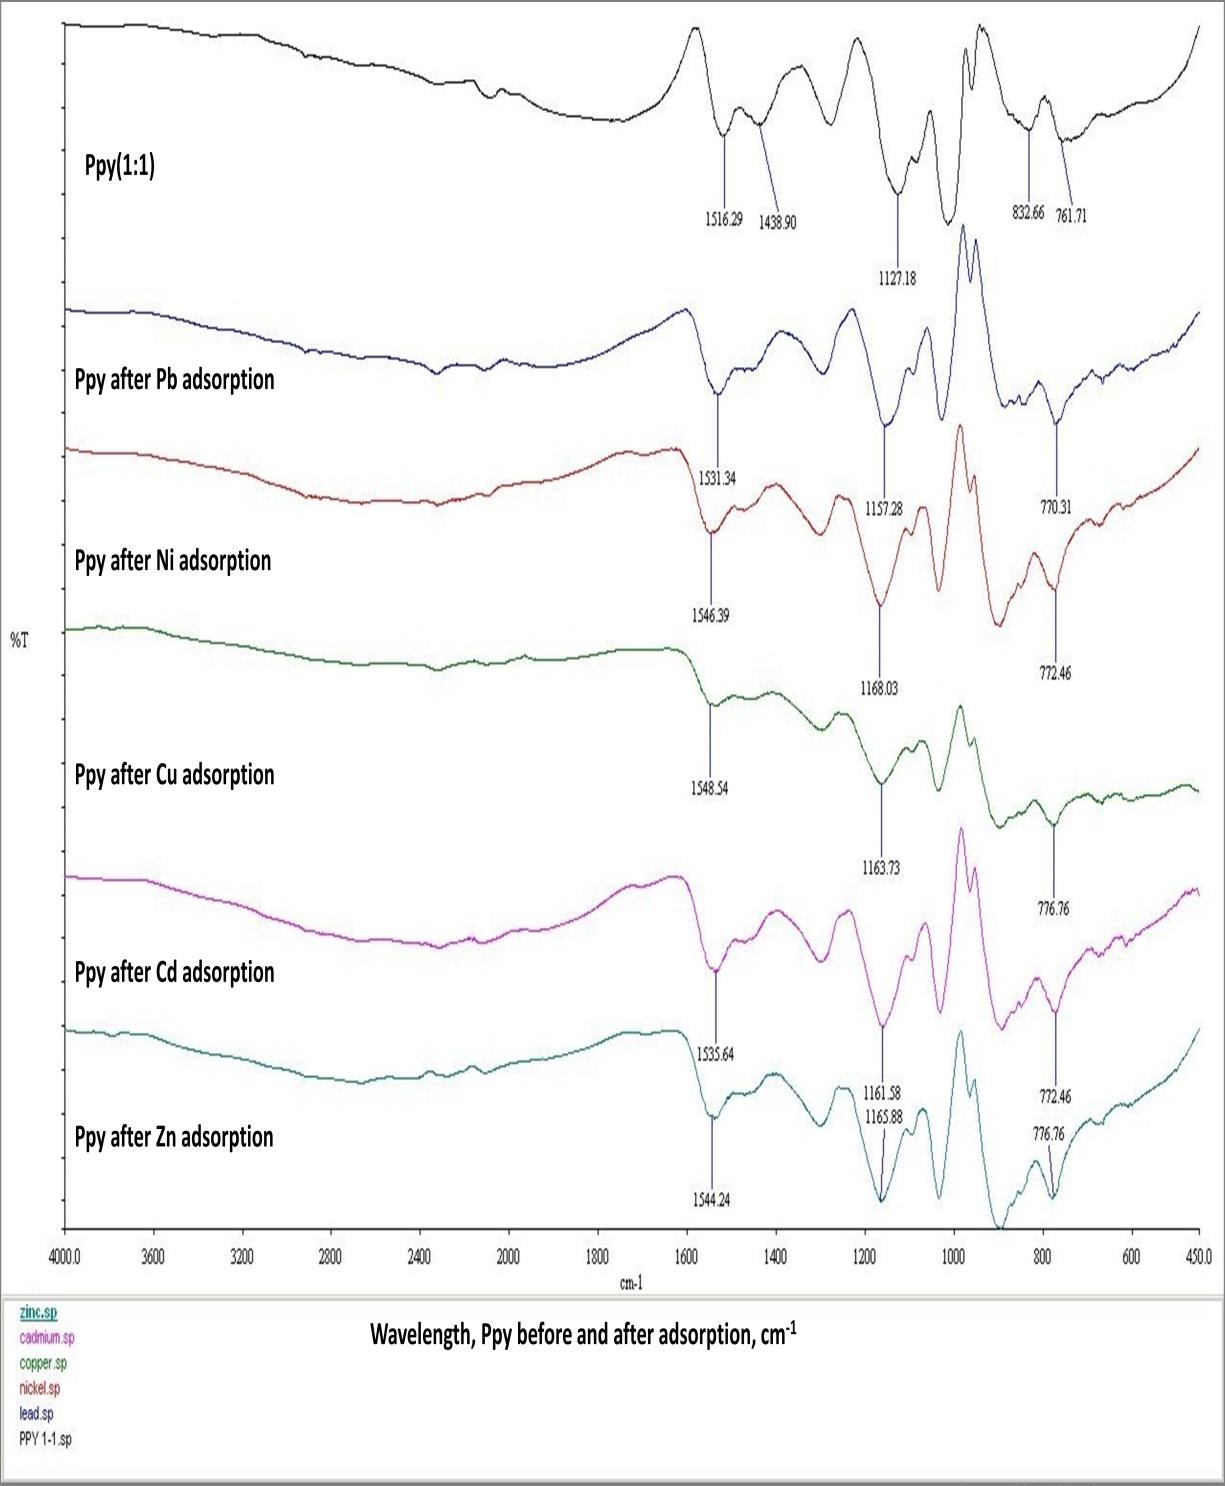 Ppy(1:1)
1516.29
1438.90
832.66
761.71
1127.18
Ppy after Pb adsorption
1531.34
1157.28
770.31
Ppy after Ni adsorption
1546.39
1168.03
772.46
%T
Ppy after Cu adsorption
1548.54
1163.73
776.76
Ppy after Cd adsorption
1535.64
1161.58
772.46
1165.88
776.76
Ppy after Zn adsorption
1544.24
4000.0 3600 3200 2800 2400 2000 1800 1600 1400 1200 1000 800 600 450.0
cm-1
zinc.sp
cadmium.sp
copper.sp
nickel.sp
lead.sp
PPY 1-1.sp
Wavelength, Ppy before and after adsorption, cm-1